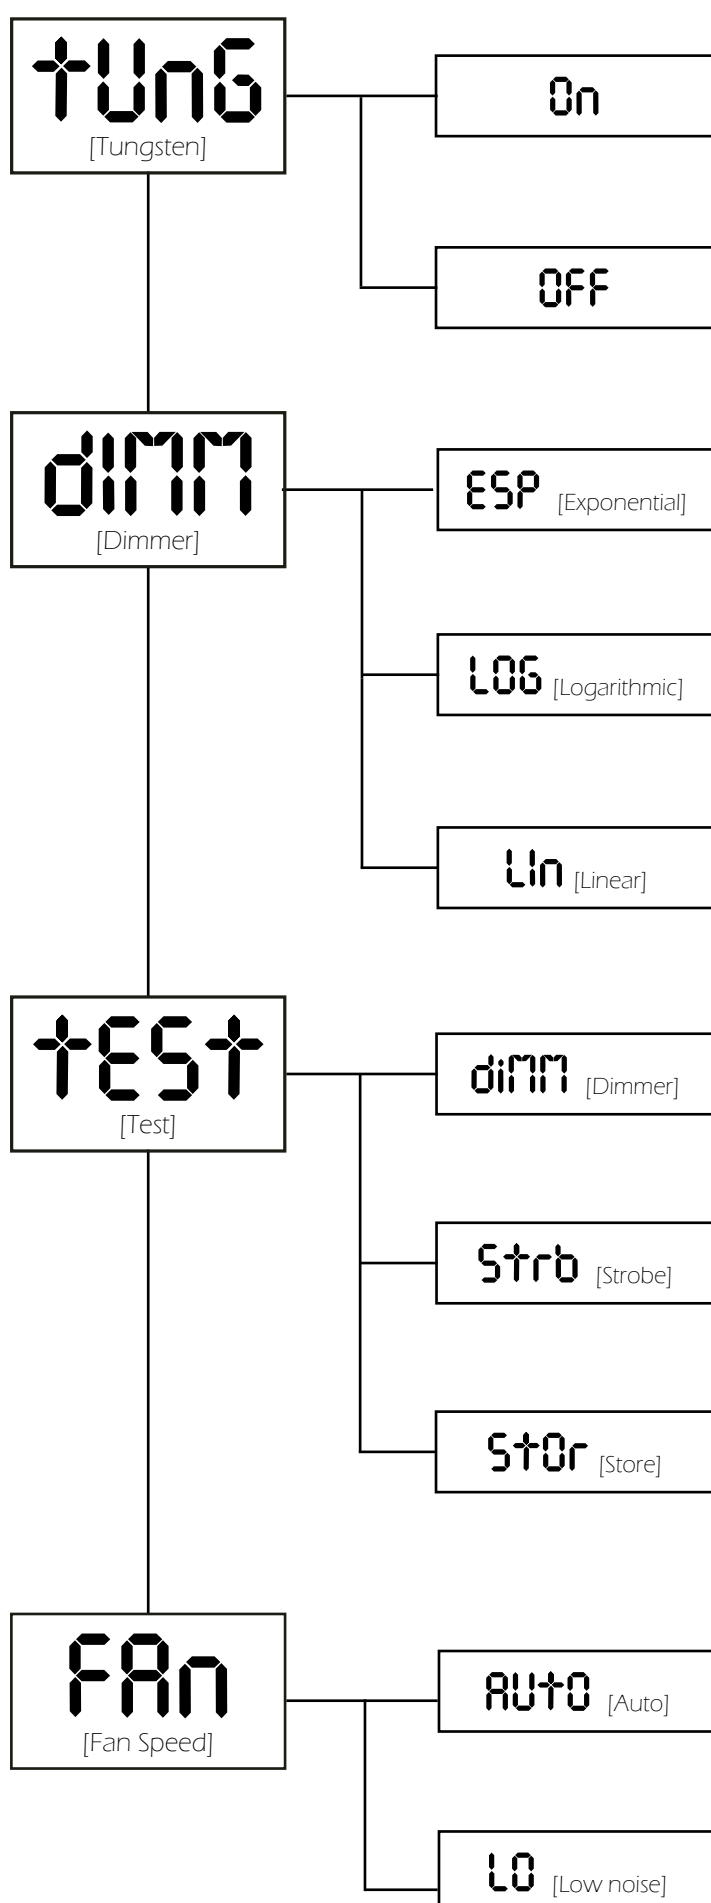 tUnG
[Tungsten]
On
OFF
dIMM
[Dimmer]
ESP [Exponential]
LOG [Logarithmic]
LIn [Linear]
tESt
[Test]
diMM [Dimmer]
Strb [Strobe]
StOr [Store]
FAn
[Fan Speed]
AUtO [Auto]
LO [Low noise]